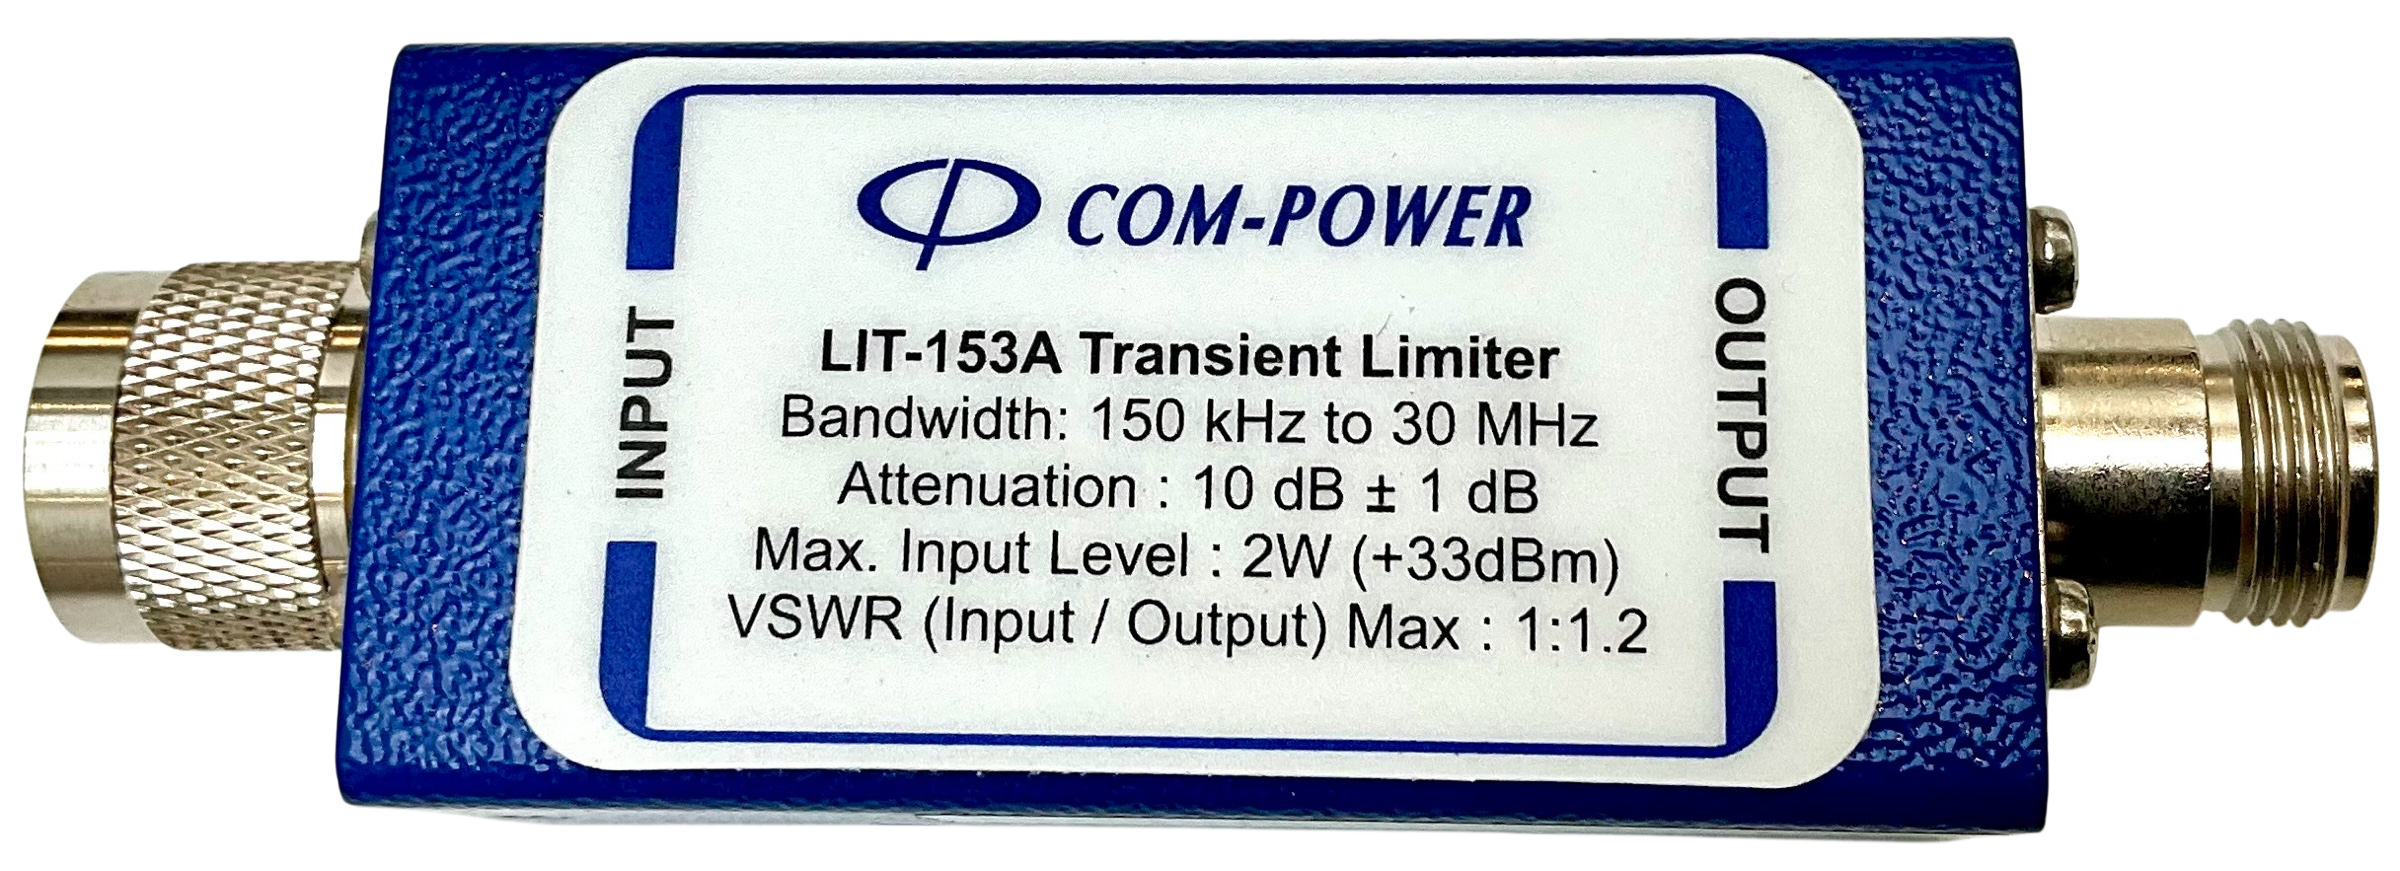 COM-POWER
INPUT
LIT-153A Transient Limiter
Bandwidth: 150 kHz to 30 MHz
Attenuation : 10 dB ± 1 dB
Max. Input Level : 2W (+33dBm)
VSWR (Input / Output) Max : 1:1.2
OUTPUT